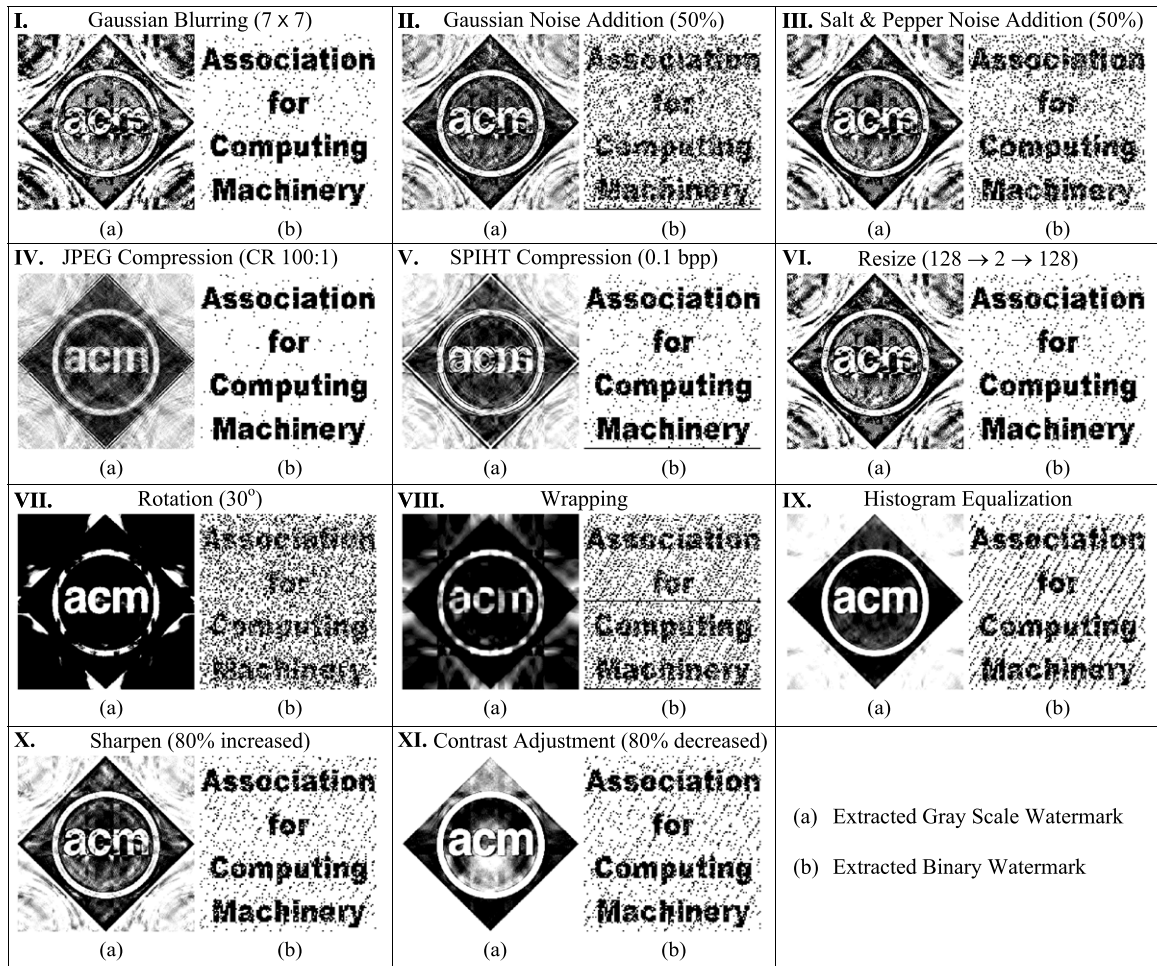 I. Gaussian Blurring (7 x 7)
acm
Association
for
Computing
Machinery
(a) (b)
II. Gaussian Noise Addition (50%)
acm
Association
for
Computing
Machinery
(a) (b)
III. Salt & Pepper Noise Addition (50%)
acm
Association
for
Computing
Machinery
(a) (b)
IV. JPEG Compression (CR 100:1)
acm
Association
for
Computing
Machinery
(a) (b)
V. SPIHT Compression (0.1 bpp)
acm
Association
for
Computing
Machinery
(a) (b)
VI. Resize (128 → 2 → 128)
acm
Association
for
Computing
Machinery
(a) (b)
VII. Rotation (30°)
acm
Association
for
Computing
Machinery
(a) (b)
VIII. Wrapping
acm
Association
for
Computing
Machinery
(a) (b)
IX. Histogram Equalization
acm
Association
for
Computing
Machinery
(a) (b)
X. Sharpen (80% increased)
acm
Association
for
Computing
Machinery
(a) (b)
XI. Contrast Adjustment (80% decreased)
acm
Association
for
Computing
Machinery
(a) (b)
(a) Extracted Gray Scale Watermark
(b) Extracted Binary Watermark